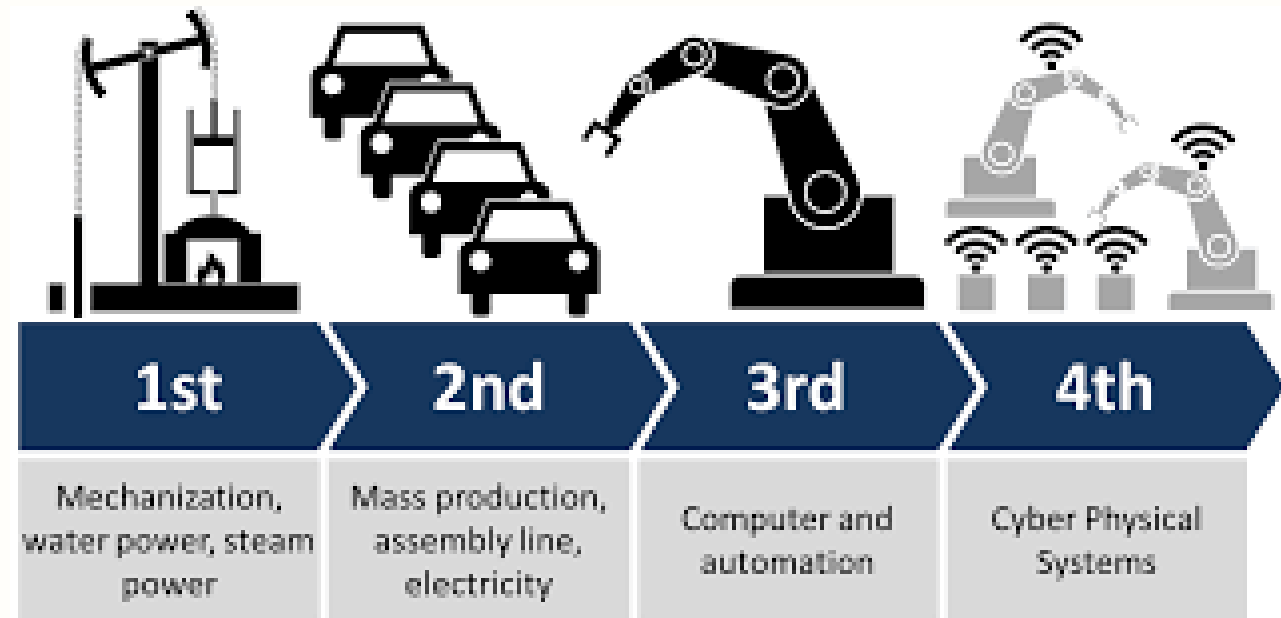 1st
2nd
3rd
4th
Mechanization,
water power, steam
power
Mass production,
assembly line,
electricity
Computer and
automation
Cyber Physical
Systems